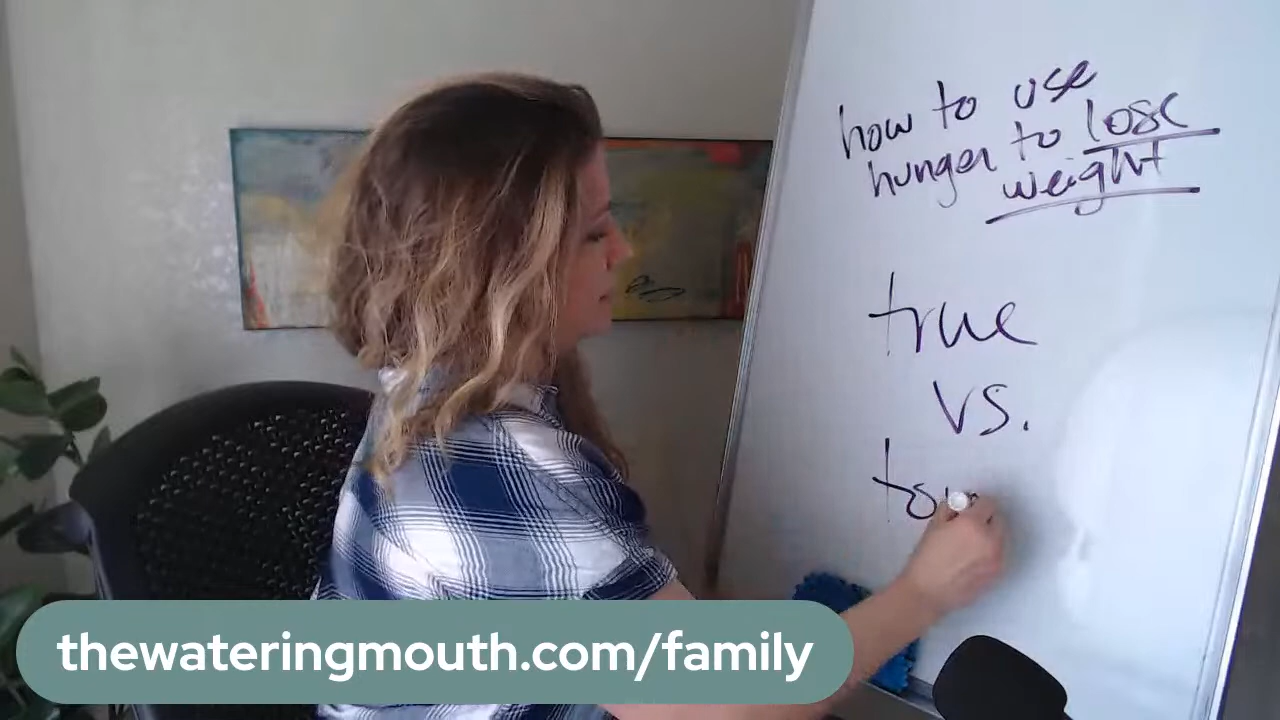 how to use
hunger to lose
weight
true
vs.
thewateringmouth.com/family